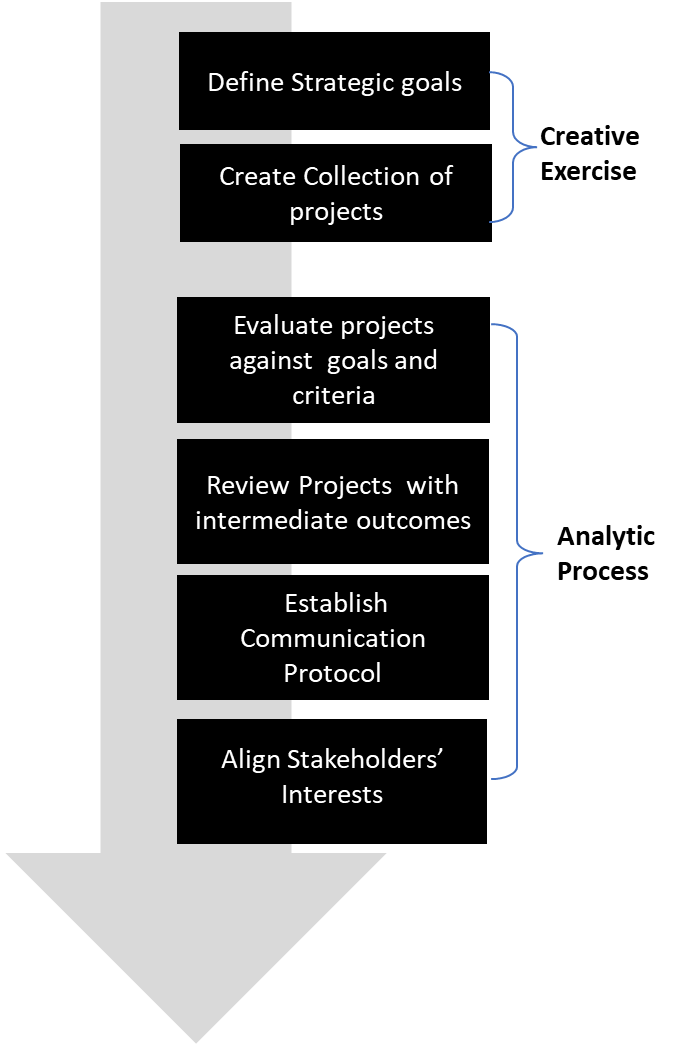 Define Strategic goals
Create Collection of
projects
Creative
Exercise
Evaluate projects
against  goals and
criteria
Review Projects  with
intermediate outcomes
Establish
Communication
Protocol
Align Stakeholders’
Interests
Analytic
Process